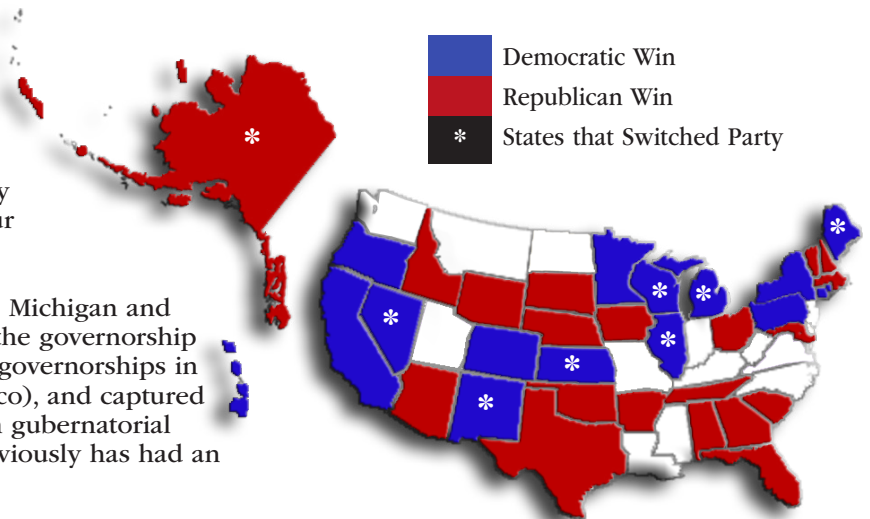 Democratic Win
Republican Win
* States that Switched Party
y
ur
Michigan and
the governorship
governorships in
co), and captured
n gubernatorial
viously has had an
*
*
*
*
*
*
*
*